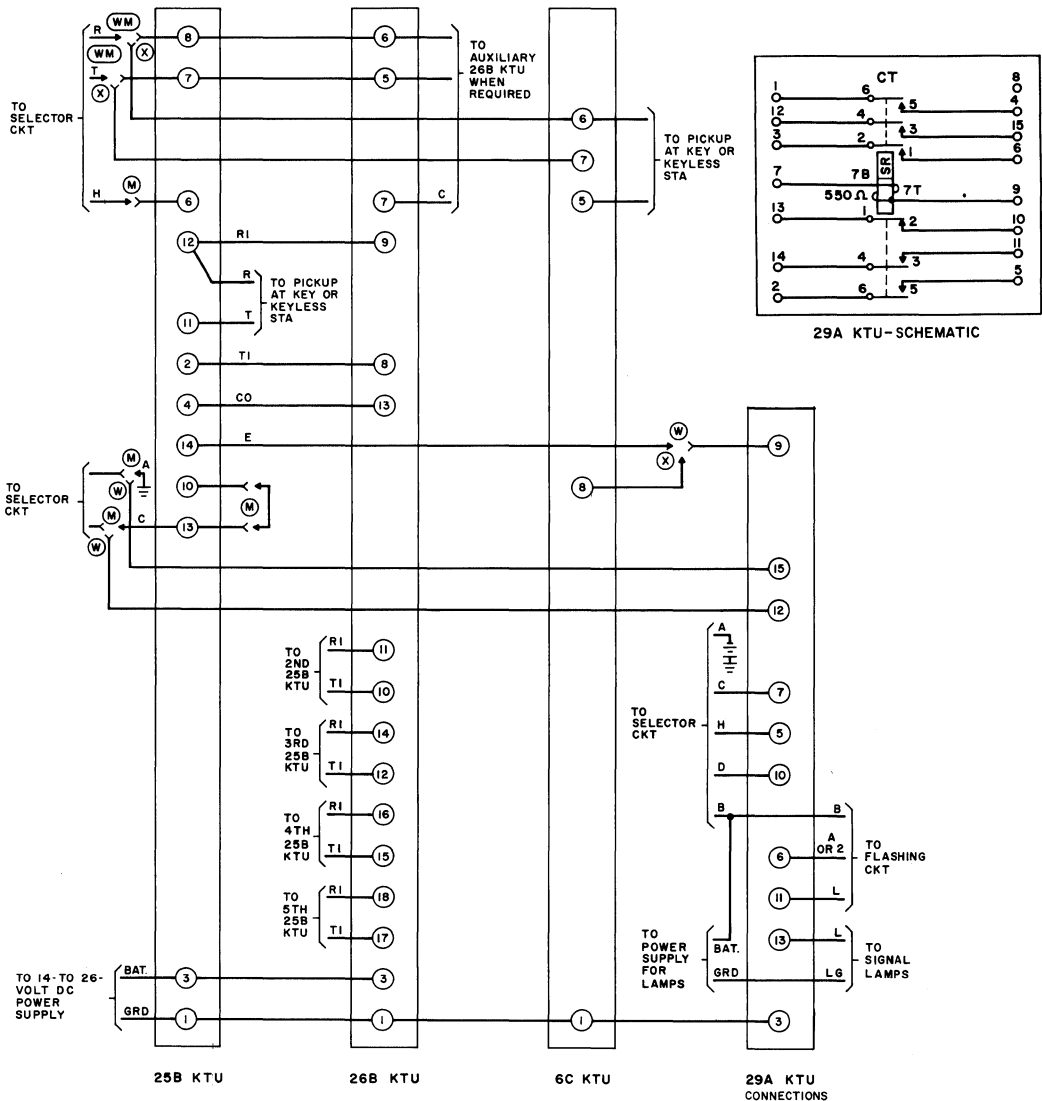 R WM
8 6
WM X
T 7 5
X
TO
SELECTOR
CKT
TO
AUXILIARY
26B KTU
WHEN
REQUIRED
6
7
TO PICKUP
AT KEY OR
KEYLESS
STA
H M 6 7 C 5
12 R1 9
R
TO PICKUP
AT KEY OR
KEYLESS
STA
11 T
2 T1 8
4 CO 13
14 E W 9
X
8
M A
W
10
M
TO
SELECTOR
CKT
M C 13
W
15
12
CT
1 6 5 8
4
12 4 3 15
3 2 1 6
SR
7 7B 7T 9
550Ω
13 1 2 10
11
14 4 3
5
2 6 5
29A KTU-SCHEMATIC
TO
2ND
25B
KTU
R1 11
T1 10
TO
3RD
25B
KTU
R1 14
T1 12
TO
4TH
25B
KTU
R1 16
T1 15
TO
5TH
25B
KTU
R1 18
T1 17
TO
SELECTOR
CKT
A
C 7
H 5
D 10
B B
A
OR 2
6
11 L
TO
FLASHING
CKT
TO
POWER
SUPPLY
FOR
LAMPS
BAT.
GRD
13 L
LG
TO
SIGNAL
LAMPS
TO 14-TO 26-
VOLT DC
POWER
SUPPLY
BAT. 3 3
GRD 1 1 1 3
25B KTU
26B KTU
6C KTU
29A KTU
CONNECTIONS